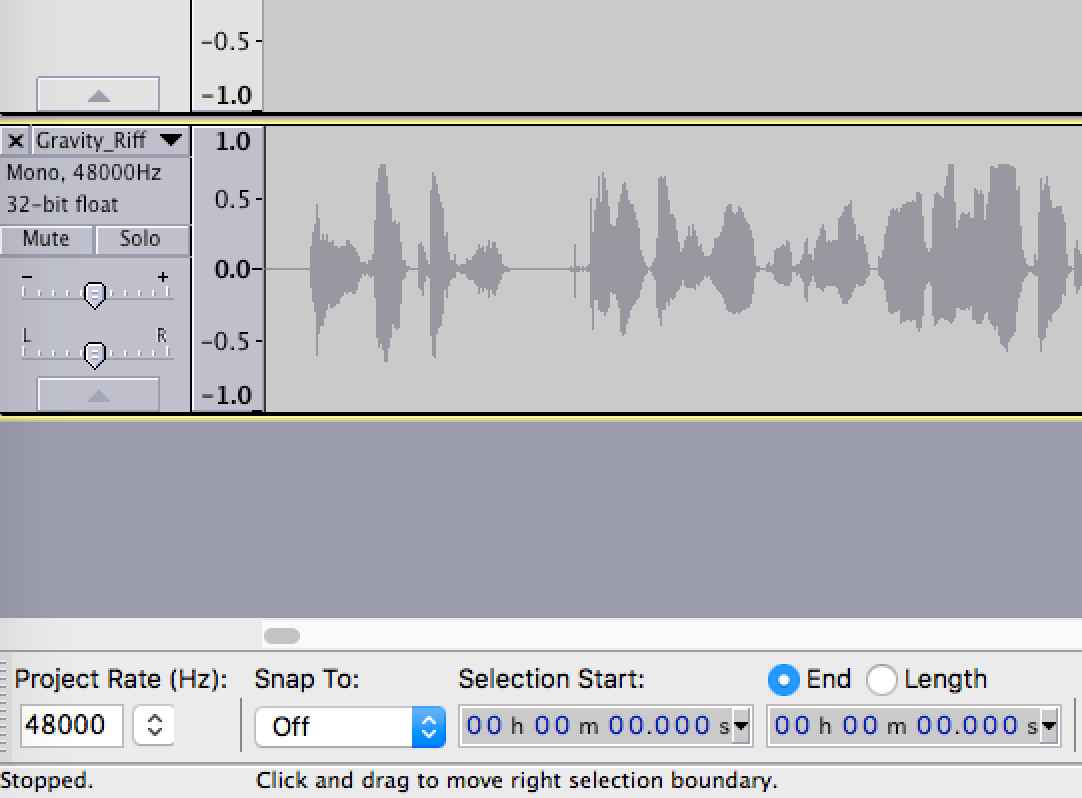 -0.5-
-1.0
× Gravity_Riff
1.0
Mono, 48000Hz
32-bit float
0.5-
Mute Solo
0.0-
- +
L R
-0.5-
-1.0
Project Rate (Hz): Snap To: Selection Start: End Length
48000 Off 00 h 00 m 00.000 s 00 h 00 m 00.000 s
Stopped. Click and drag to move right selection boundary.